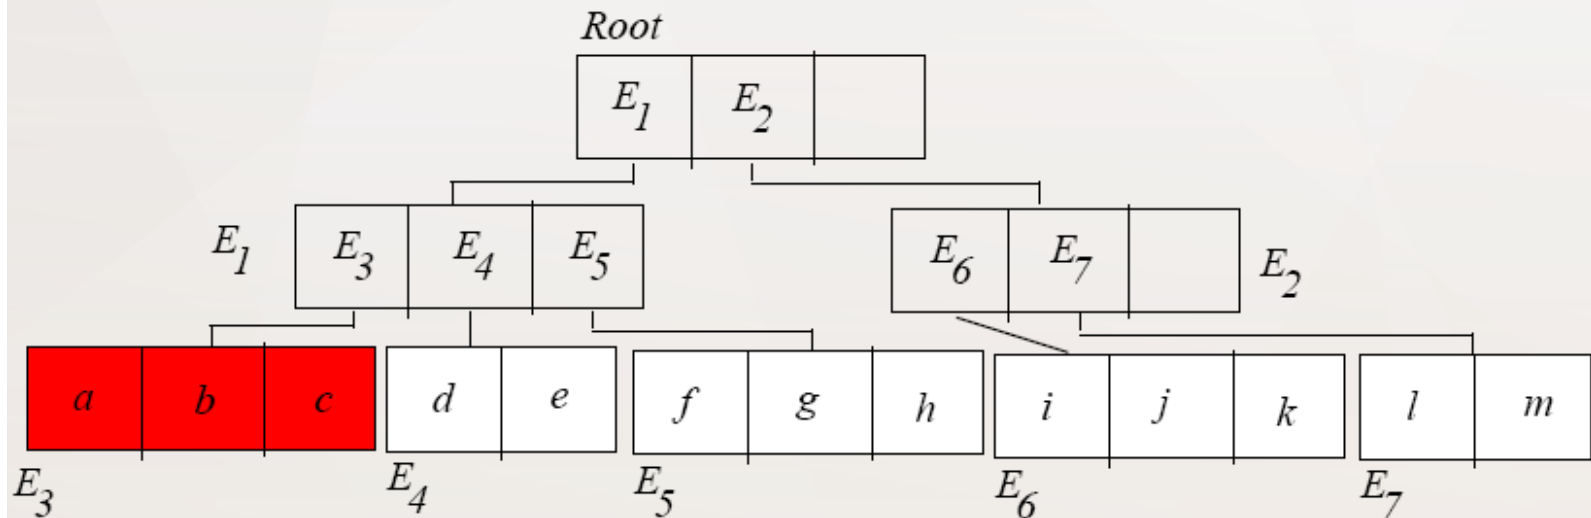 Root
E1 E2
E1 E3 E4 E5 E6 E7 E2
a b c d e f g h i j k l m
E3 E4 E5 E6 E7